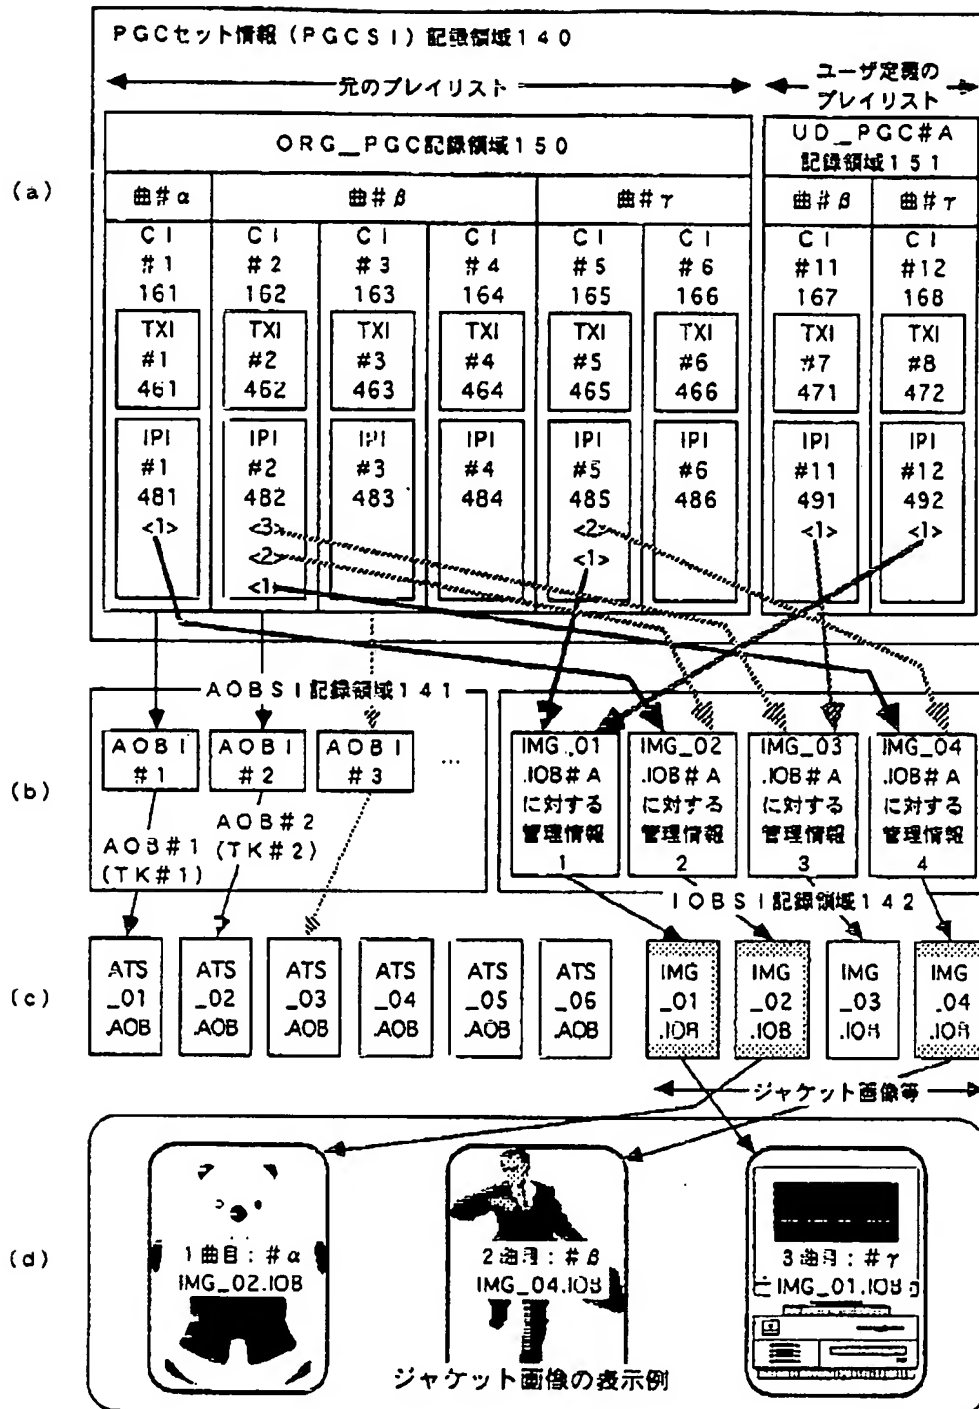 PGCセット情報(PGCSI)記録領域140
元のプレイリスト
ユーザ定義の
プレイリスト
ORG_PGC記録領域150
UD_PGC#A
記録領域151
(a)
曲#α 曲#β 曲#γ 曲#β 曲#γ
CI CI CI CI CI CI CI CI
#1 #2 #3 #4 #5 #6 #11 #12
161 162 163 164 165 166 167 168
TXI TXI TXI TXI TXI TXI TXI TXI
#1 #2 #3 #4 #5 #6 #7 #8
461 462 463 464 465 466 471 472
IPI IPI IPI IPI IPI IPI IPI IPI
#1 #2 #3 #4 #5 #6 #11 #12
481 482 483 484 485 486 491 492
<1> <3> <2> <1> <1>
<2> <1>
<1>
AOBSI記録領域141
(b)
AOBI AOBI AOBI … IMG_01 IMG_02 IMG_03 IMG_04
#1 #2 #3 .IOB#A .IOB#A .IOB#A .IOB#A
に対する に対する に対する に対する
管理情報 管理情報 管理情報 管理情報
1 2 3 4
AOB#1
(TK#1)
AOB#2
(TK#2)
IOBSI記録領域142
(c)
ATS ATS ATS ATS ATS ATS IMG IMG IMG IMG
_01 _02 _03 _04 _05 _06 _01 _02 _03 _04
.AOB .AOB .AOB .AOB .AOB .AOB .IOB .IOB .IOB .IOB
ジャケット画像等
(d)
1曲目:#α
IMG_02.IOB
2曲目:#β
IMG_04.IOB
3曲目:#γ
IMG_01.IOB
ジャケット画像の表示例